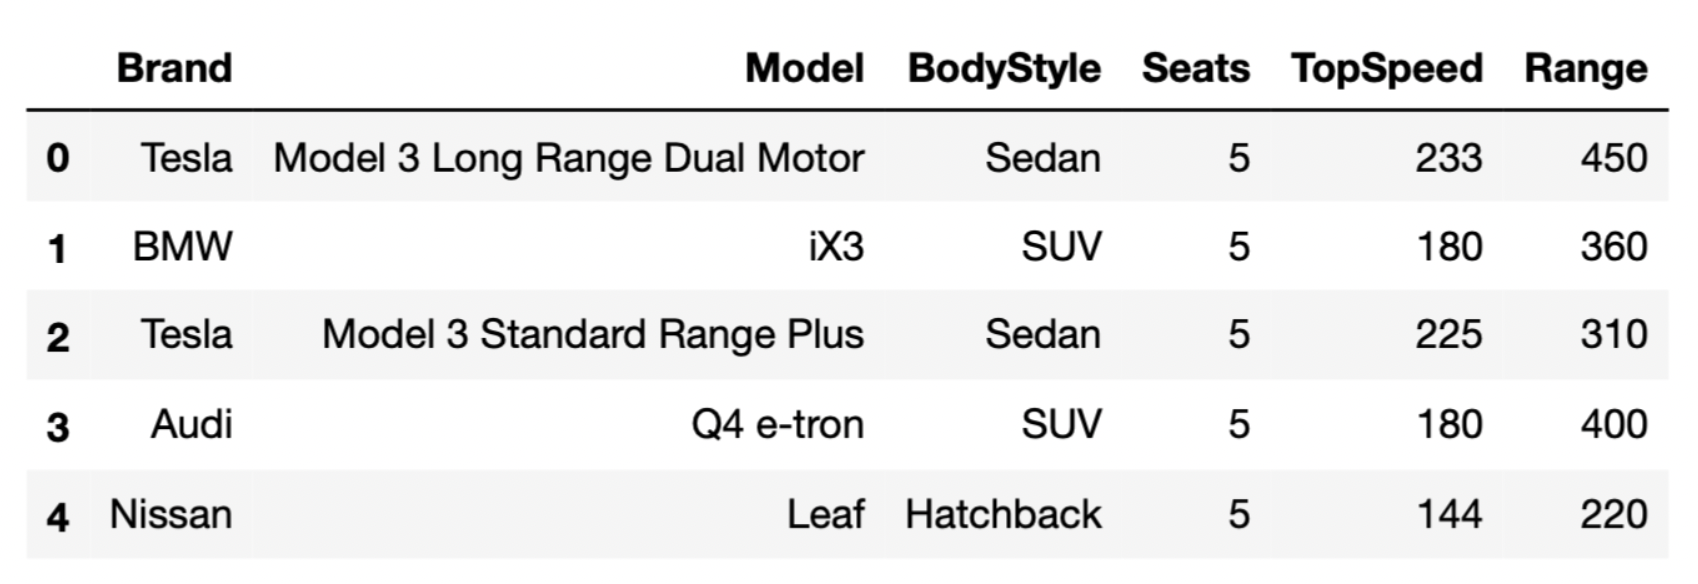 Brand Model BodyStyle Seats TopSpeed Range
0 Tesla Model 3 Long Range Dual Motor Sedan 5 233 450
1 BMW iX3 SUV 5 180 360
2 Tesla Model 3 Standard Range Plus Sedan 5 225 310
3 Audi Q4 e-tron SUV 5 180 400
4 Nissan Leaf Hatchback 5 144 220